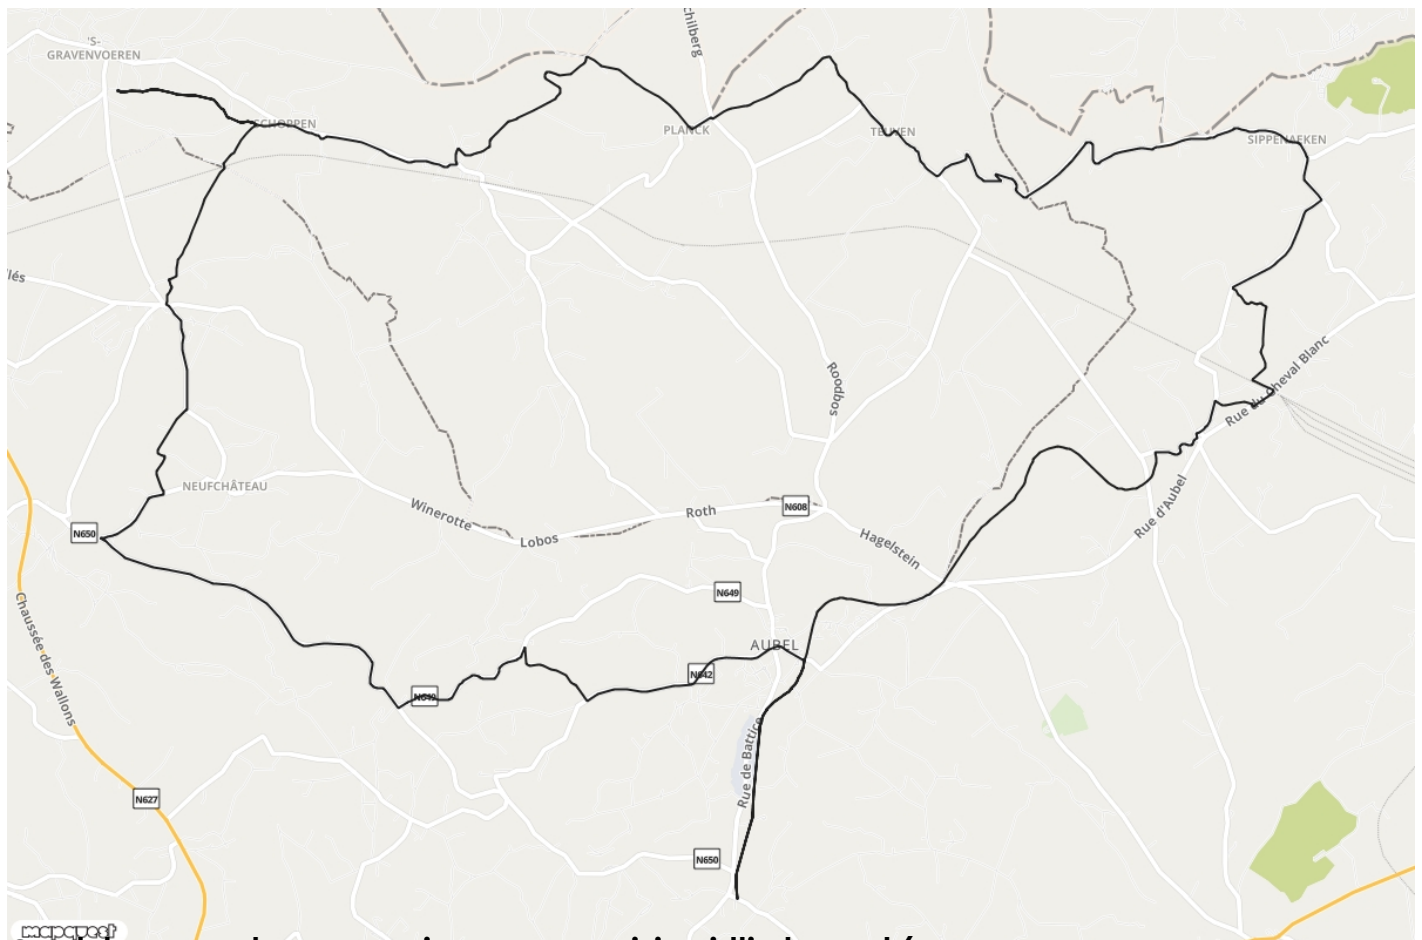 'S-
GRAVENVOEREN
SCHOPPEN
PLANCK
TEUVEN
SIPPENAEKEN
Roodbos
Rue du Cheval Blanc
NEUFCHÂTEAU
Winerotte
Lobos
Roth
N608
Hagelstein
Rue d'Aubel
N650
N649
Chaussée des Wallons
AUBEL
N642
N649
Rue de Battice
N627
N650
mapquest